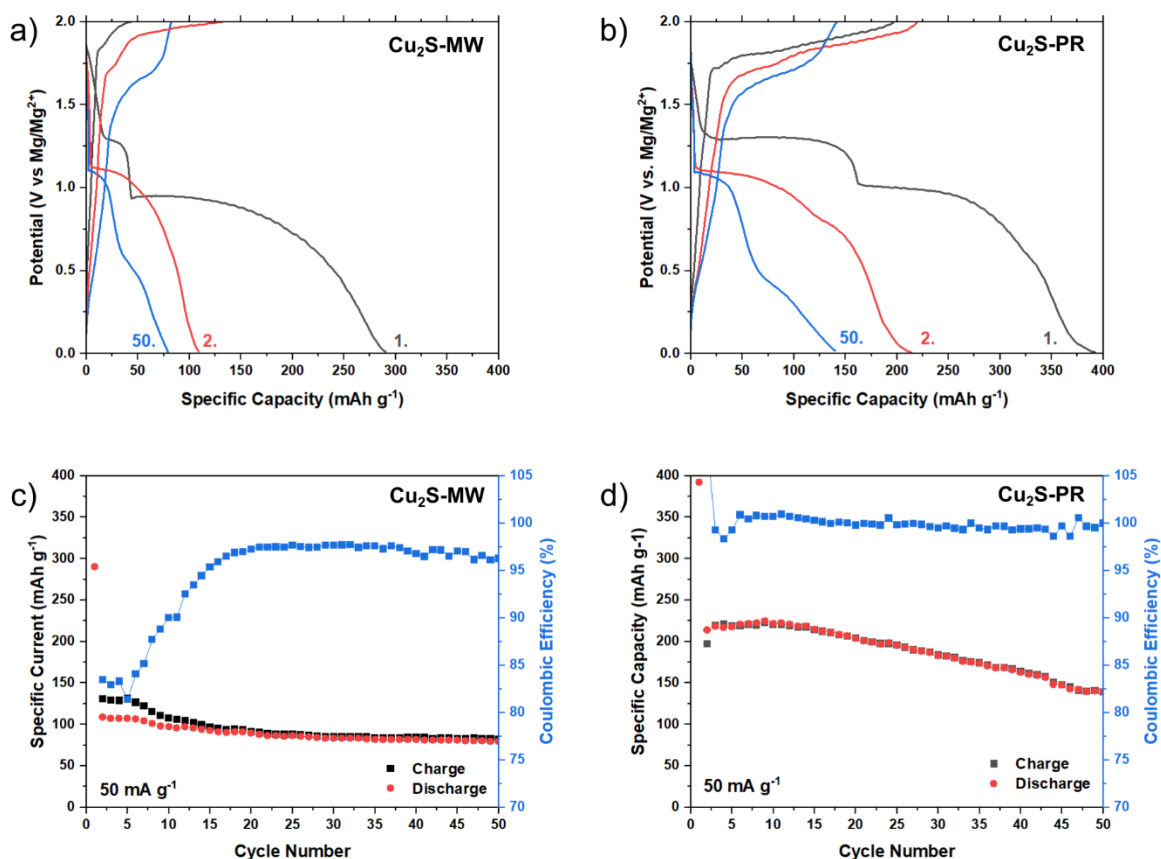 a)
Cu₂S-MW
2.0
1.5
1.0
0.5
0.0
Potential (V vs Mg/Mg²⁺)
50.
2.
1.
0 50 100 150 200 250 300 350 400
Specific Capacity (mAh g⁻¹)
b)
Cu₂S-PR
2.0
1.5
1.0
0.5
0.0
Potential (V vs. Mg/Mg²⁺)
50.
2.
1.
0 50 100 150 200 250 300 350 400
Specific Capacity (mAh g⁻¹)
c)
Cu₂S-MW
400
350
300
250
200
150
100
50
0
Specific Current (mAh g⁻¹)
105
100
95
90
85
80
75
70
Coulombic Efficiency (%)
Charge
Discharge
50 mA g⁻¹
0 5 10 15 20 25 30 35 40 45 50
Cycle Number
d)
Cu₂S-PR
400
350
300
250
200
150
100
50
0
Specific Capacity (mAh g-1)
105
100
95
90
85
80
75
70
Coulombic Efficiency (%)
Charge
Discharge
50 mA g⁻¹
0 5 10 15 20 25 30 35 40 45 50
Cycle Number